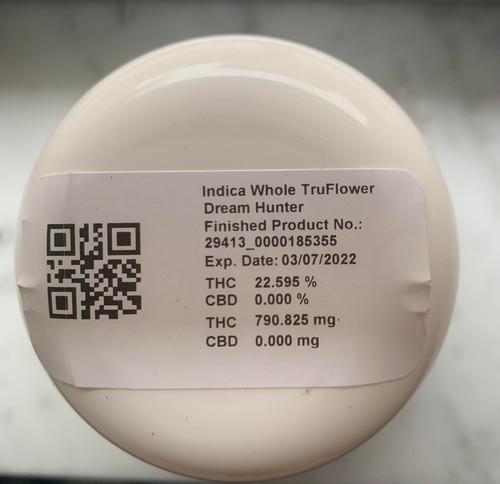 Indica Whole TruFlower
Dream Hunter
Finished Product No.:
29413_0000185355
Exp. Date: 03/07/2022
THC 22.595 %
CBD 0.000 %
THC 790.825 mg
CBD 0.000 mg